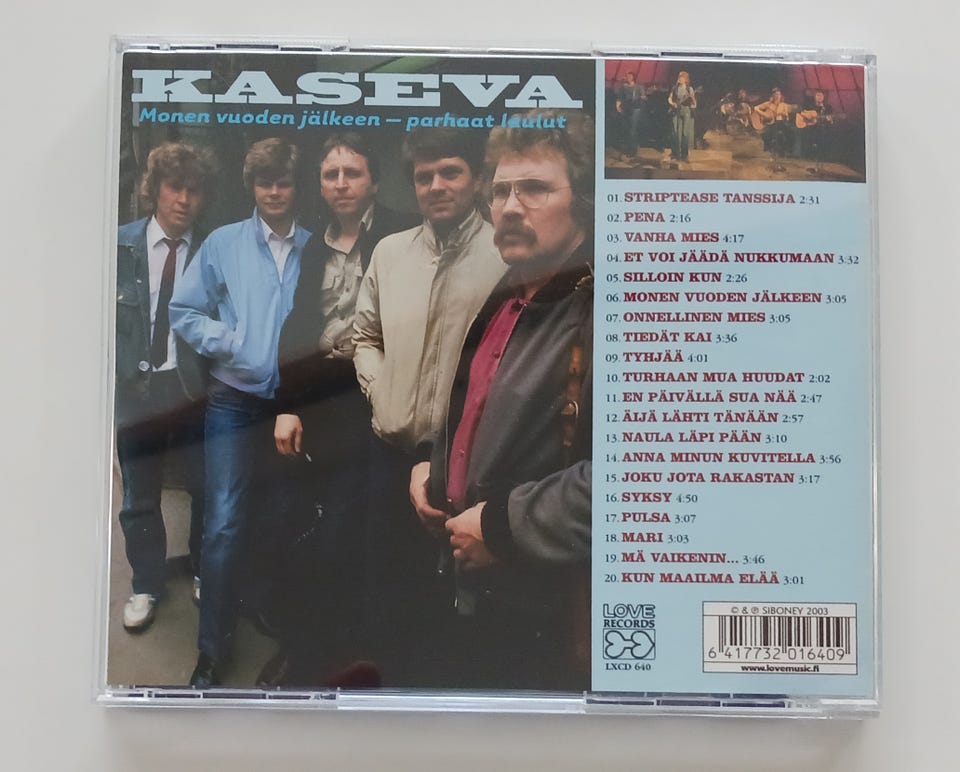 KASEVA
Monen vuoden jälkeen – parhaat laulut
01. STRIPTEASE TANSSIJA 2:31
02. PENA 2:16
03. VANHA MIES 4:17
04. ET VOI JÄÄDÄ NUKKUMAAN 3:32
05. SILLOIN KUN 2:26
06. MONEN VUODEN JÄLKEEN 3:05
07. ONNELLINEN MIES 3:05
08. TIEDÄT KAI 3:36
09. TYHJÄÄ 4:01
10. TURHAAN MUA HUUDAT 2:02
11. EN PÄIVÄLLÄ SUA NÄÄ 2:47
12. ÄIJÄ LÄHTI TÄNÄÄN 2:57
13. NAULA LÄPI PÄÄN 3:10
14. ANNA MINUN KUVITELLA 3:56
15. JOKU JOTA RAKASTAN 3:17
16. SYKSY 4:50
17. PULSA 3:07
18. MARI 3:03
19. MÄ VAIKENIN... 3:46
20. KUN MAAILMA ELÄÄ 3:01
LOVE
RECORDS
LXCD 640
© & ℗ SIBONEY 2003
6 417732 016409
www.lovemusic.fi